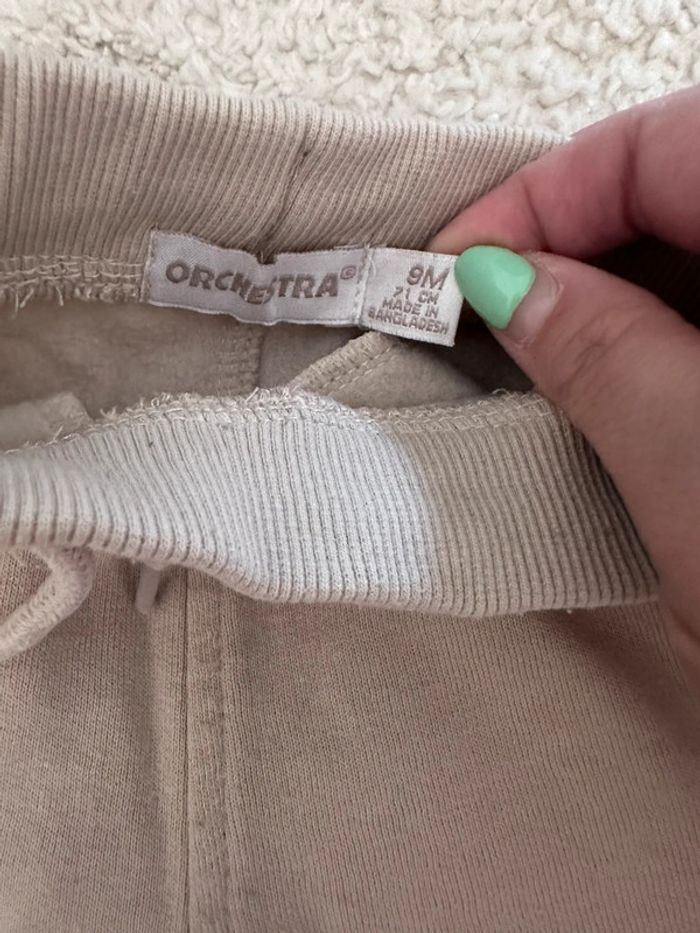 ORCHESTRA®
9M
71 CM
MADE IN
BANGLADESH